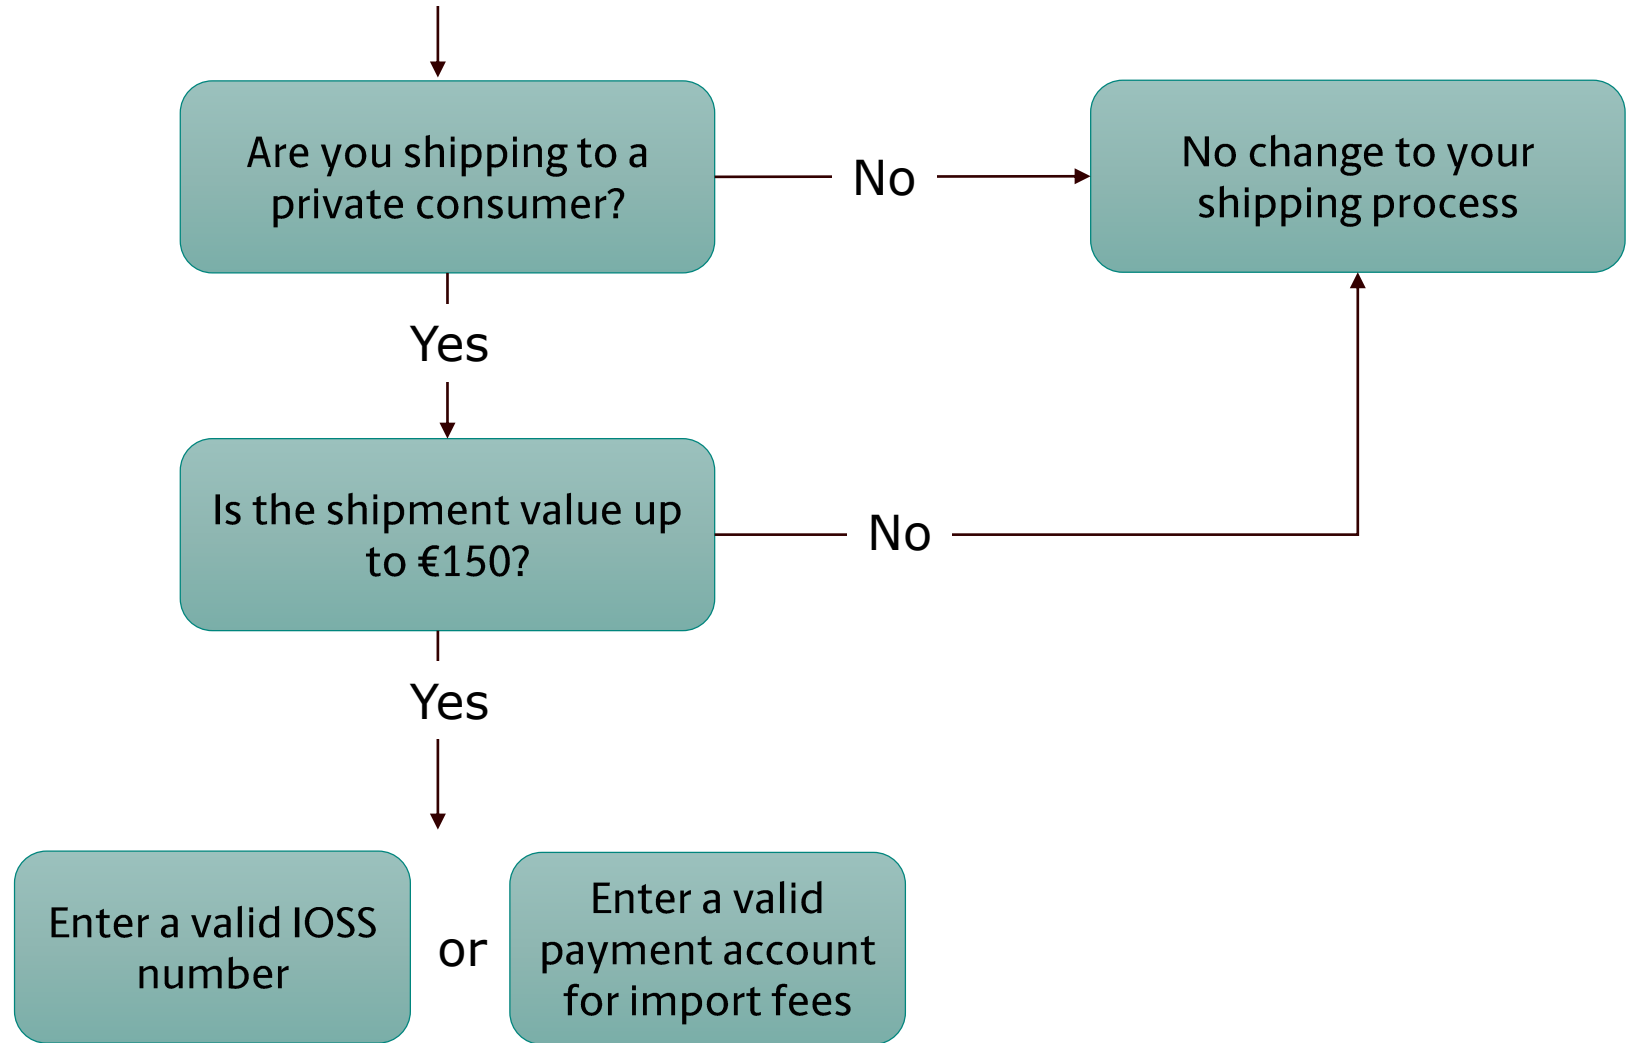 Are you shipping to a
private consumer?
No
No change to your
shipping process
Yes
Is the shipment value up
to €150?
No
Yes
Enter a valid IOSS
number
or
Enter a valid
payment account
for import fees